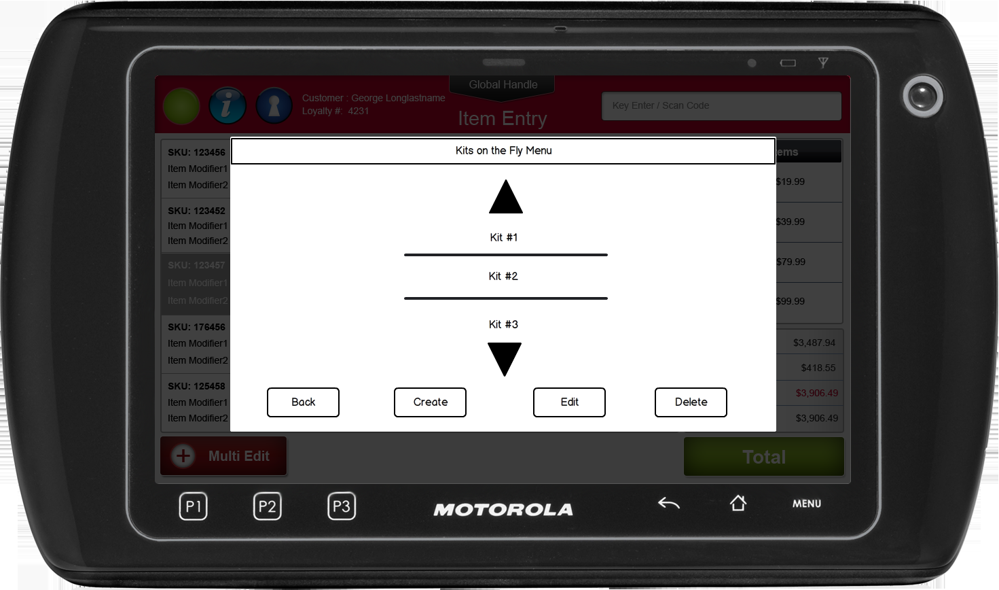 Global Handle
Customer : George Longlastname
Loyalty #: 4231
Item Entry
Key Enter / Scan Code
SKU: 123456
Item Modifier1
Item Modifier2
SKU: 123452
Item Modifier1
Item Modifier2
SKU: 123457
Item Modifier1
Item Modifier2
SKU: 176456
Item Modifier1
Item Modifier2
SKU: 125458
Item Modifier1
Item Modifier2
Kits on the Fly Menu
Kit #1
Kit #2
Kit #3
Back
Create
Edit
Delete
ems
$19.99
$39.99
$79.99
$99.99
$3,487.94
$418.55
$3,906.49
$3,906.49
Multi Edit
Total
P1
P2
P3
MOTOROLA
MENU